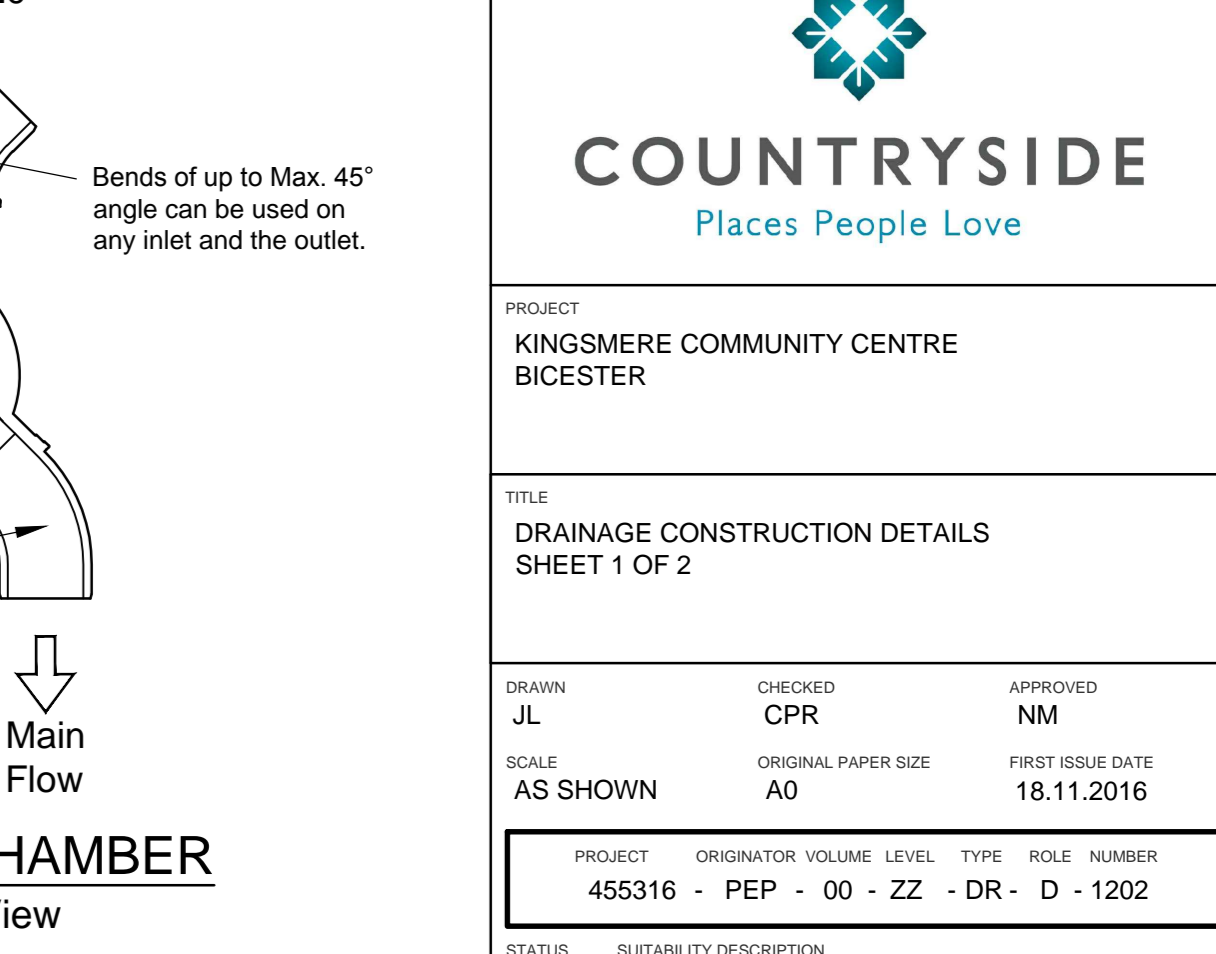 Bends of up to Max. 45°
angle can be used on
any inlet and the outlet.
Main
Flow
COUNTRYSIDE
Places People Love
PROJECT
KINGSMERE COMMUNITY CENTRE
BICESTER
TITLE
DRAINAGE CONSTRUCTION DETAILS
SHEET 1 OF 2
DRAWN CHECKED APPROVED
JL CPR NM
SCALE ORIGINAL PAPER SIZE FIRST ISSUE DATE
AS SHOWN A0 18.11.2016
PROJECT ORIGINATOR VOLUME LEVEL TYPE ROLE NUMBER
455316 - PEP - 00 - ZZ - DR - D - 1202
STATUS SUITABILITY DESCRIPTION